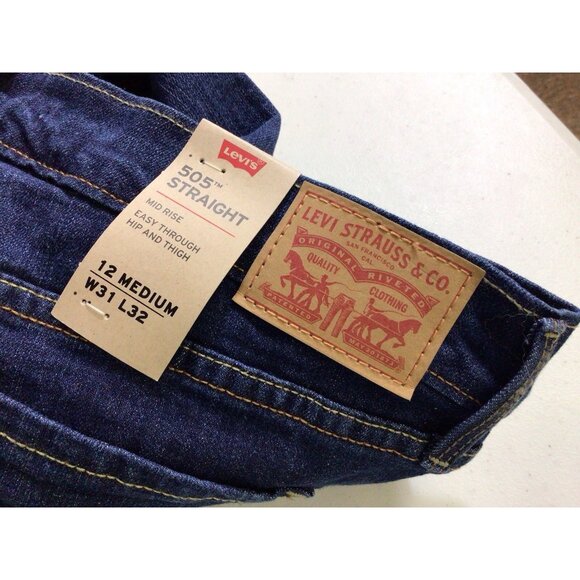 Levi's
505™
STRAIGHT
MID RISE
EASY THROUGH
HIP AND THIGH
12 MEDIUM
W31 L32
LEVI STRAUSS & CO.
SAN FRANCISCO
CAL.
ORIGINAL RIVETED
QUALITY CLOTHING
PATENTED
MAY 20 1873